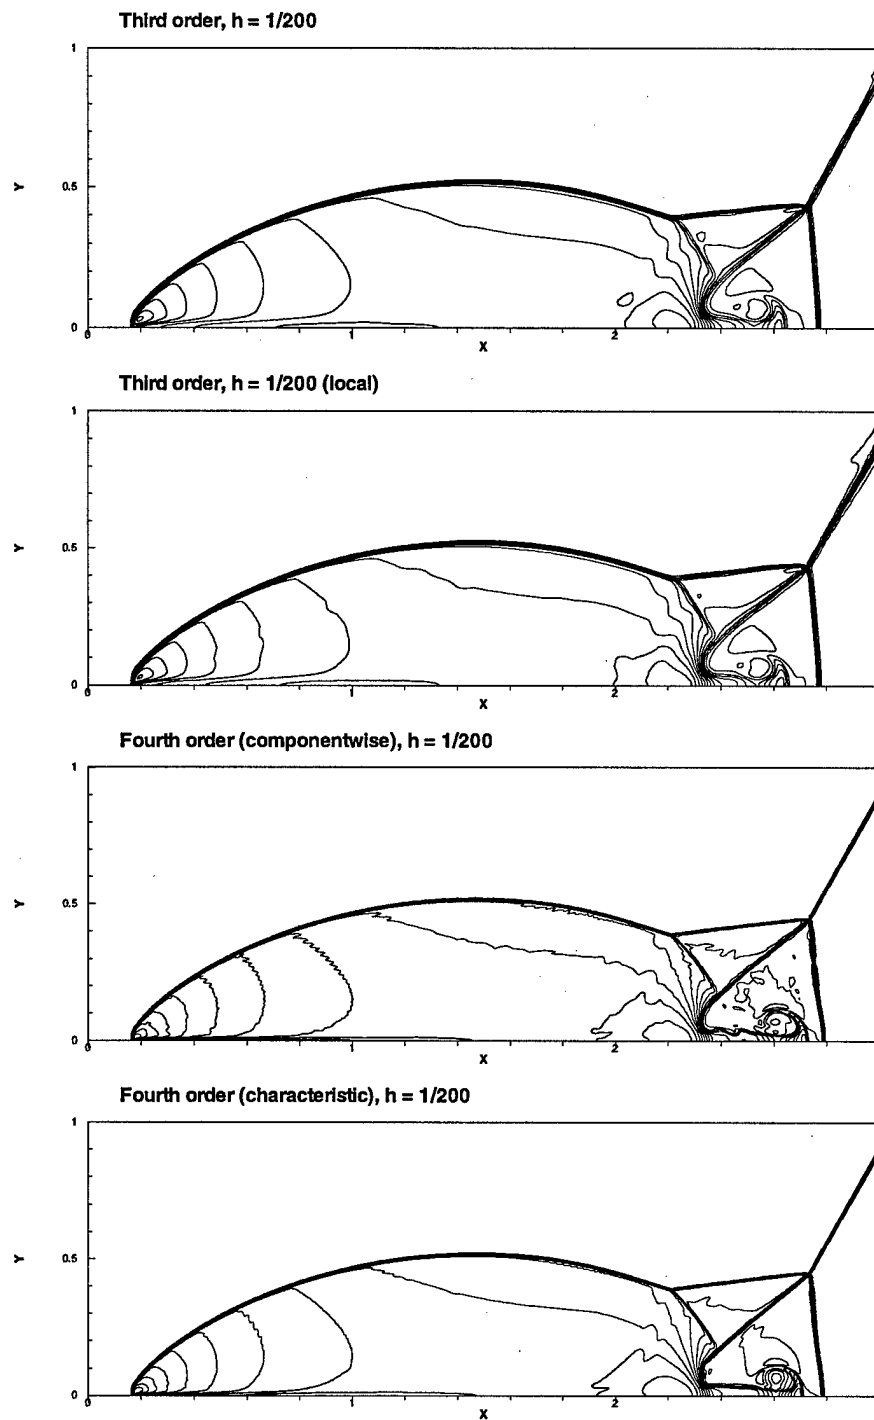 Third order, h = 1/200
1
Y
0.5
0
0
1
2
X
Third order, h = 1/200 (local)
1
Y
0.5
0
0
1
2
X
Fourth order (componentwise), h = 1/200
1
Y
0.5
0
0
1
2
X
Fourth order (characteristic), h = 1/200
1
Y
0.5
0
0
1
2
X